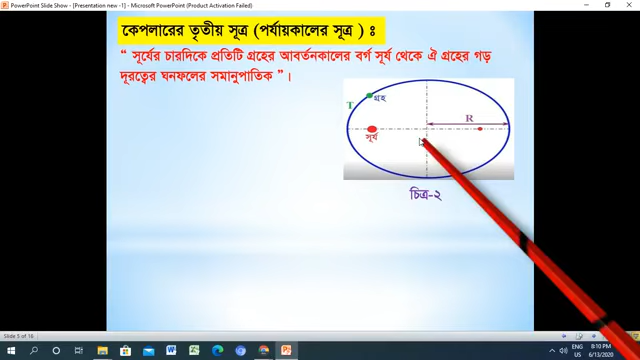 PowerPoint Slide Show - [Presentation new -1] - Microsoft PowerPoint (Product Activation Failed)
কেপলারের তৃতীয় সূত্র (পর্যায়কালের সূত্র ) ঃ
“ সূর্যের চারদিকে প্রতিটি গ্রহের আবর্তনকালের বর্গ সূর্য থেকে ঐ গ্রহের গড়
দূরত্বের ঘনফলের সমানুপাতিক ” ।
T
গ্রহ
R
সূর্য
চিত্র-২
Slide 5 of 16
ENG
US
8:10 PM
6/13/2020